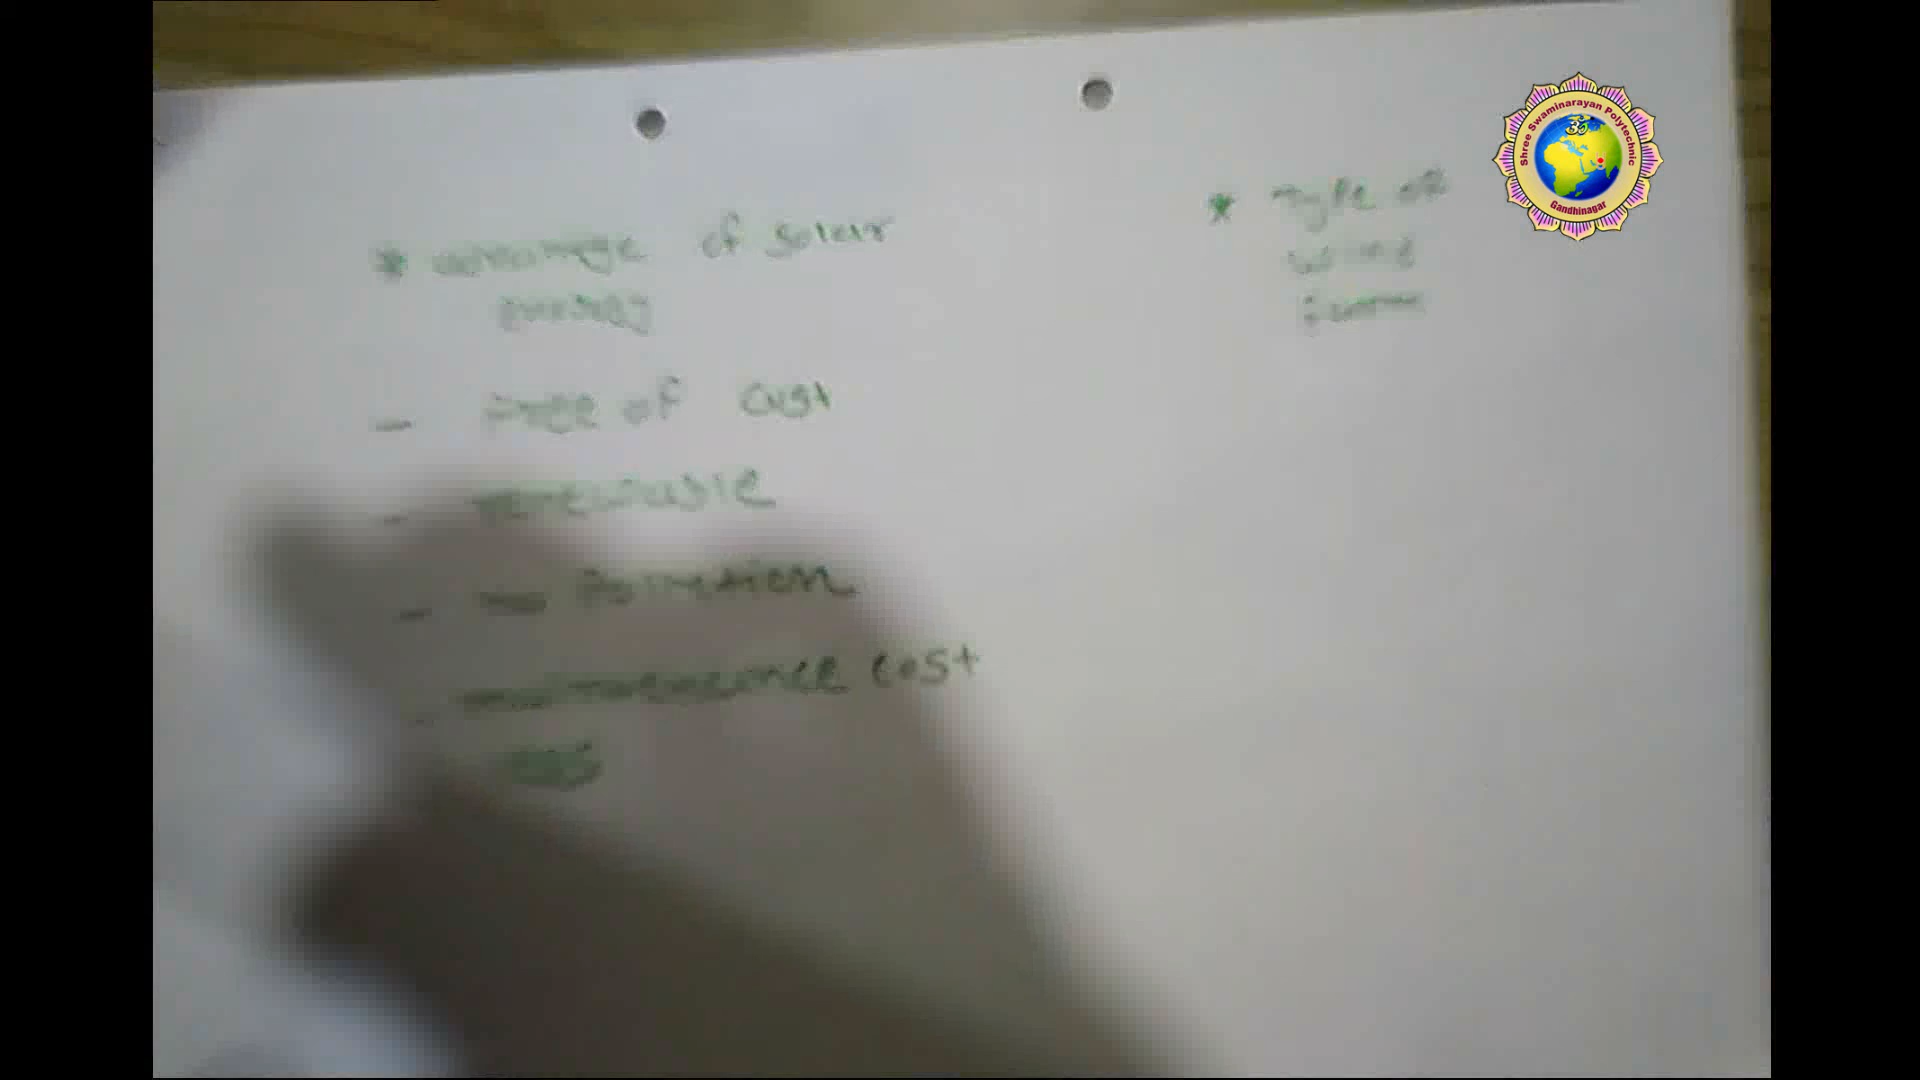 * advantage of solar
energy
- Free of cost
- renewable
- no Pollution
- maintenance cost
* Type of
wind
Farm
Shree Swaminarayan Polytechnic
Gandhinagar